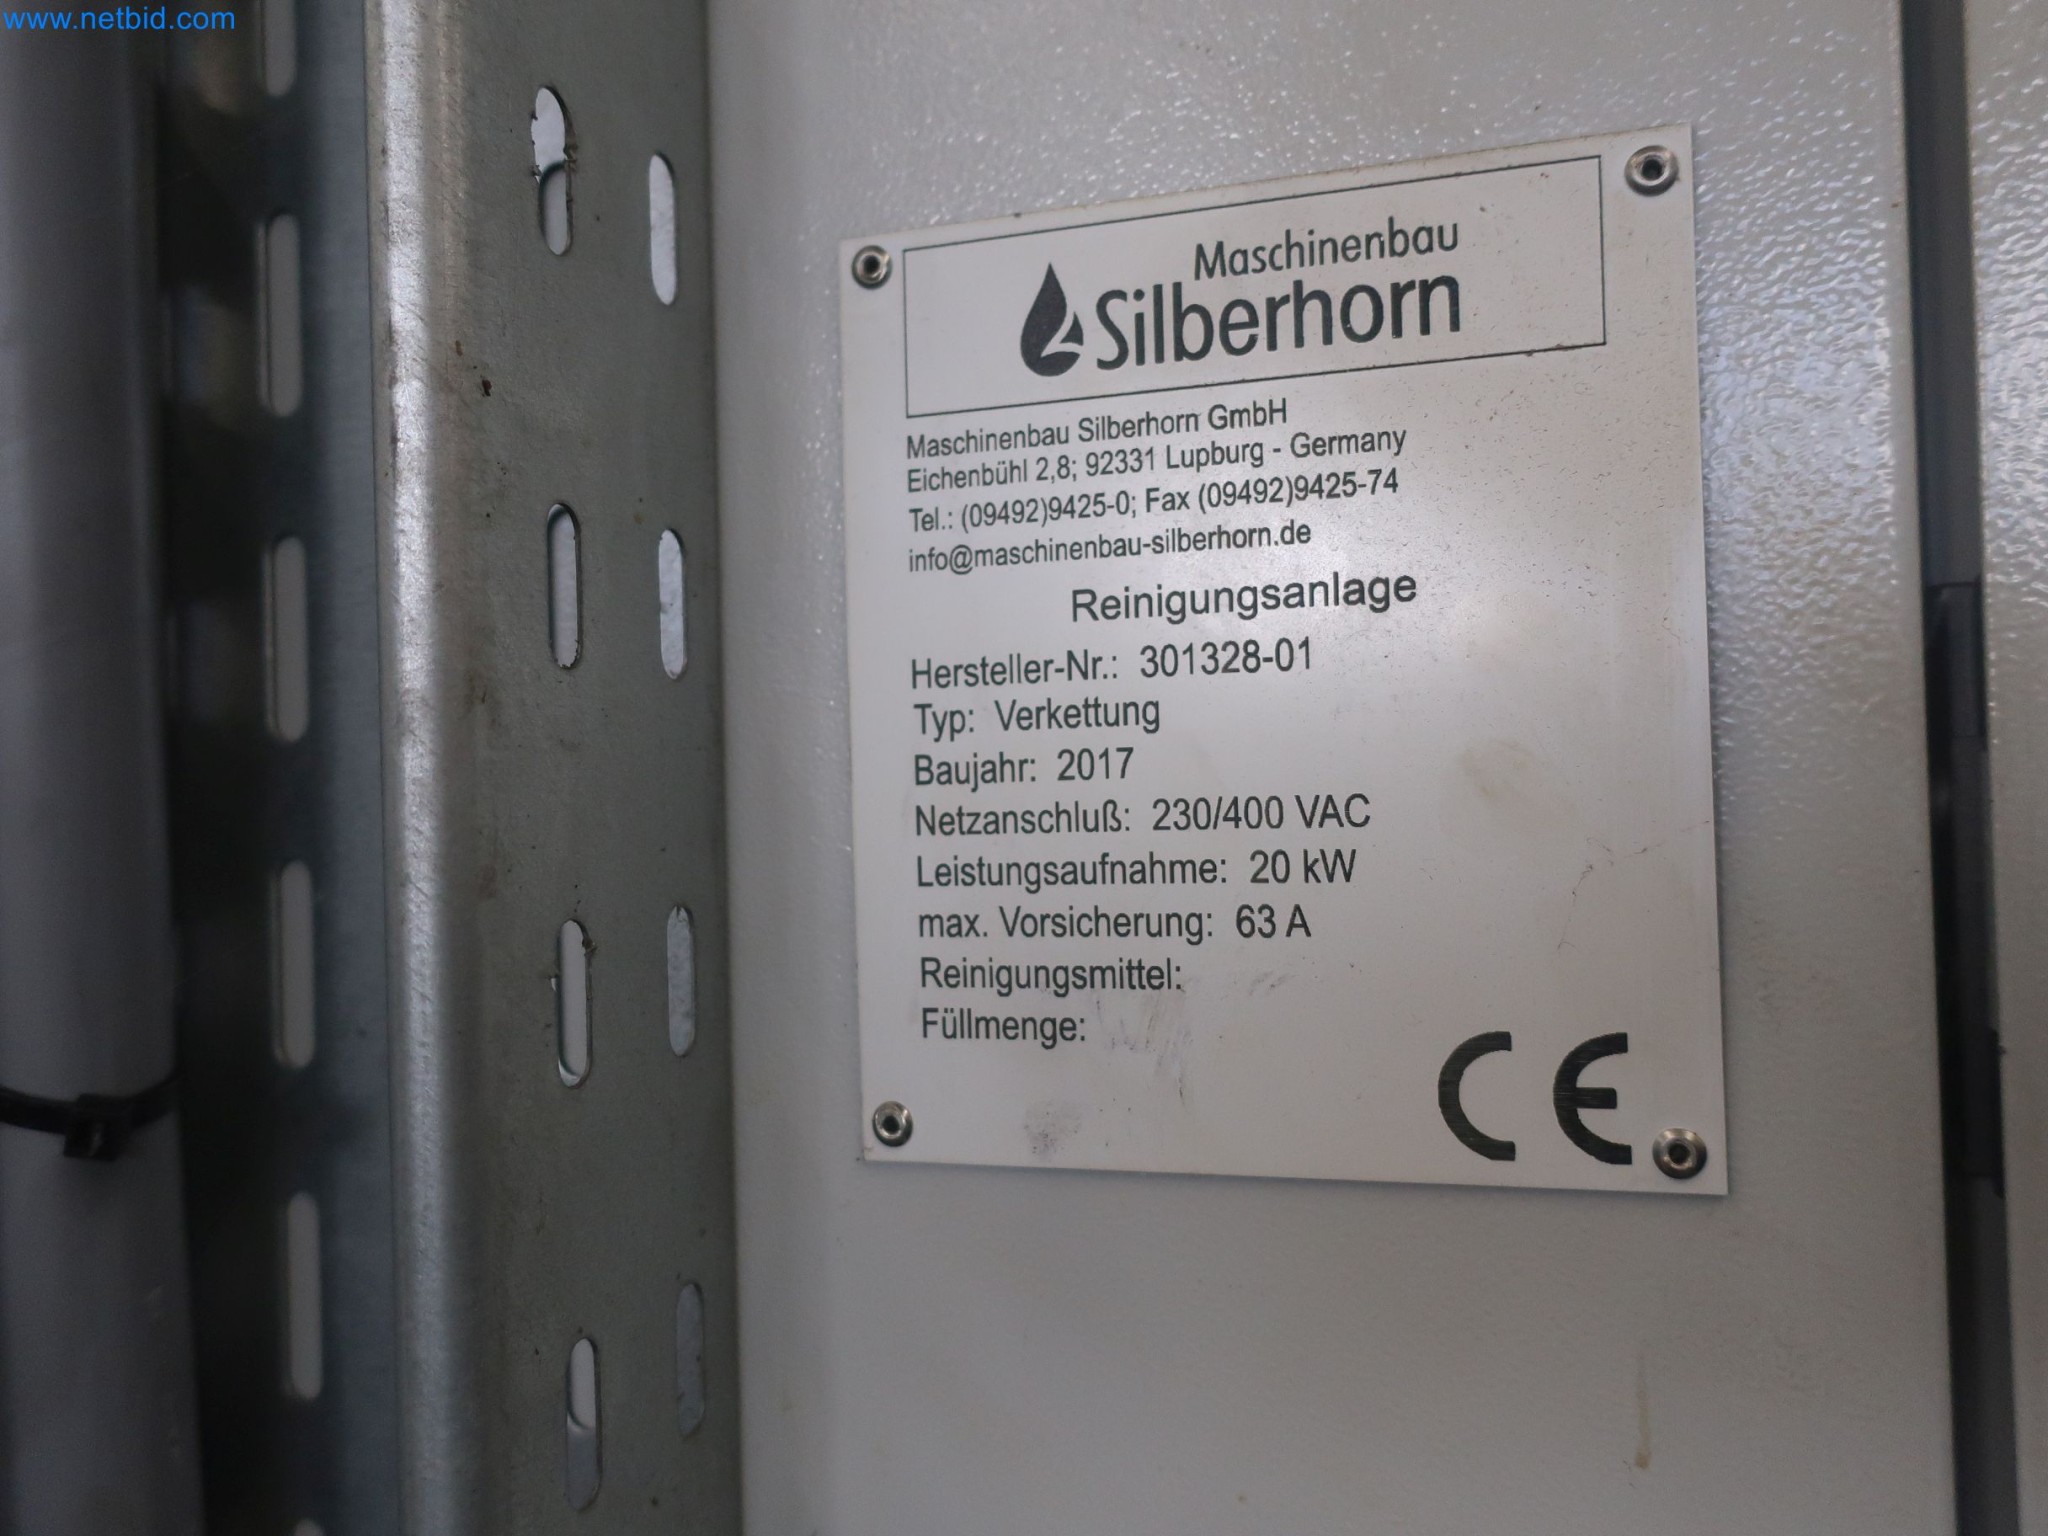 www.netbid.com
Maschinenbau
Silberhorn
Maschinenbau Silberhorn GmbH
Eichenbühl 2,8; 92331 Lupburg - Germany
Tel.: (09492)9425-0; Fax (09492)9425-74
info@maschinenbau-silberhorn.de
Reinigungsanlage
Hersteller-Nr.: 301328-01
Typ: Verkettung
Baujahr: 2017
Netzanschluß: 230/400 VAC
Leistungsaufnahme: 20 kW
max. Vorsicherung: 63 A
Reinigungsmittel:
Füllmenge:
CE